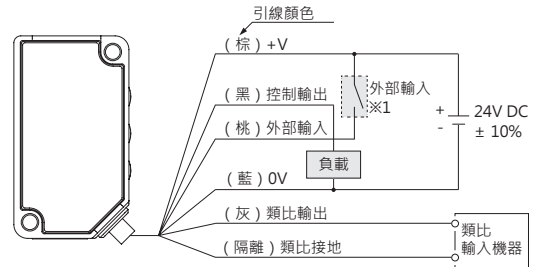 引線顏色
（棕）+V
（黑）控制輸出
（桃）外部輸入
（藍）0V
（灰）類比輸出
（隔離）類比接地
外部輸入
※1
負載
+
-
24V DC
± 10%
類比
輸入機器